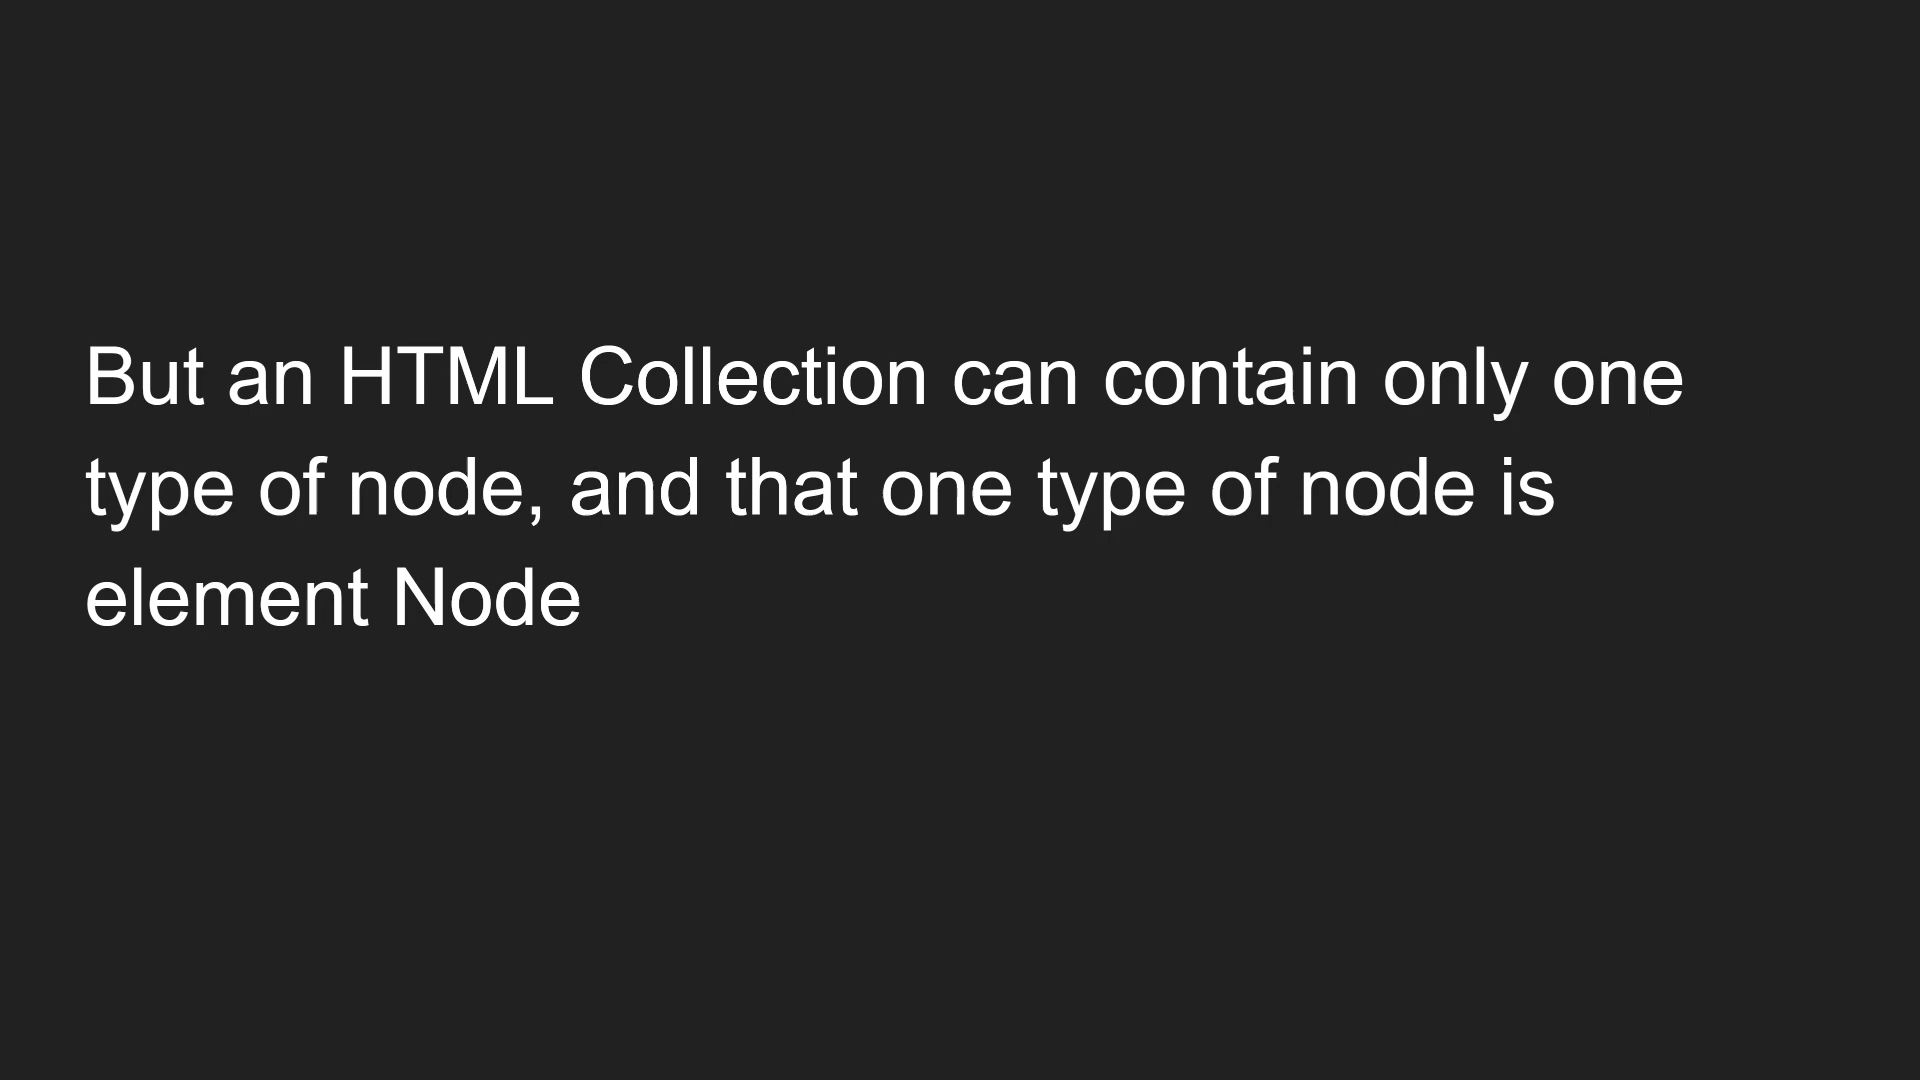 But an HTML Collection can contain only one
type of node, and that one type of node is
element Node